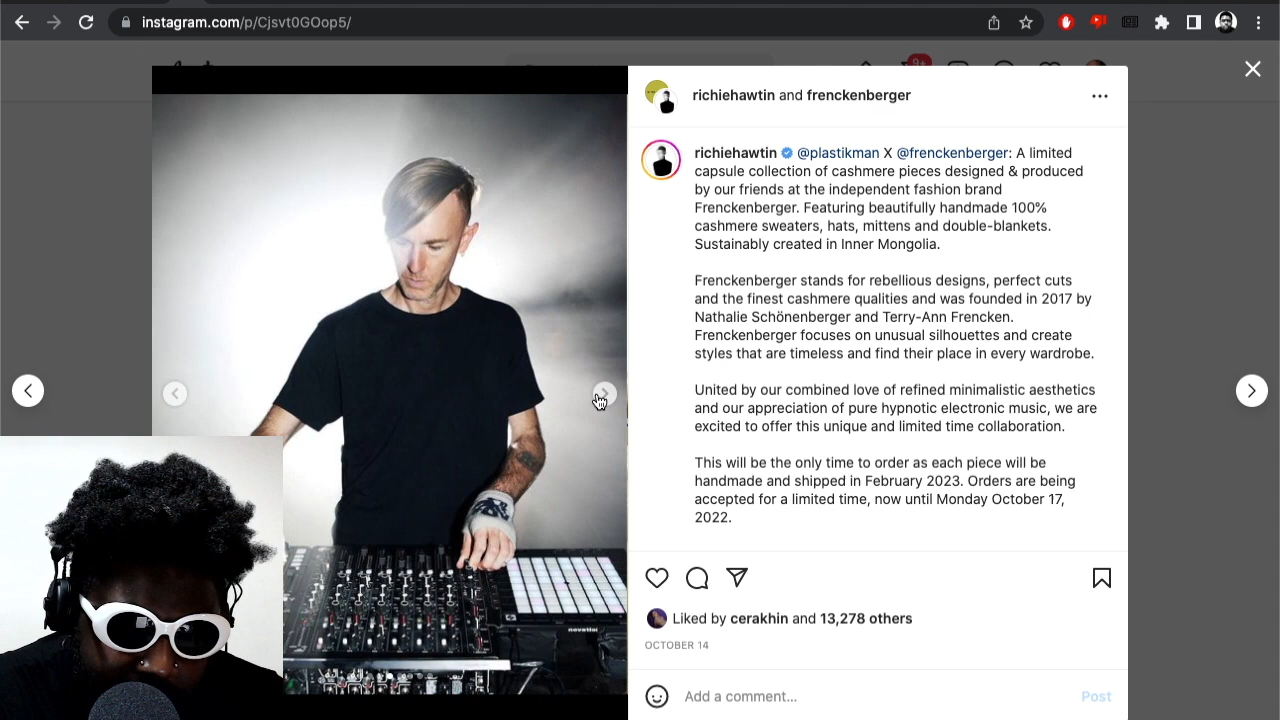 instagram.com/p/Cjsvt0GOop5/
9+
richiehawtin and frenckenberger
richiehawtin @plastikman X @frenckenberger: A limited
capsule collection of cashmere pieces designed & produced
by our friends at the independent fashion brand
Frenckenberger. Featuring beautifully handmade 100%
cashmere sweaters, hats, mittens and double-blankets.
Sustainably created in Inner Mongolia.
Frenckenberger stands for rebellious designs, perfect cuts
and the finest cashmere qualities and was founded in 2017 by
Nathalie Schönenberger and Terry-Ann Frencken.
Frenckenberger focuses on unusual silhouettes and create
styles that are timeless and find their place in every wardrobe.
United by our combined love of refined minimalistic aesthetics
and our appreciation of pure hypnotic electronic music, we are
excited to offer this unique and limited time collaboration.
This will be the only time to order as each piece will be
handmade and shipped in February 2023. Orders are being
accepted for a limited time, now until Monday October 17,
2022.
novation
Liked by cerakhin and 13,278 others
OCTOBER 14
Add a comment...
Post